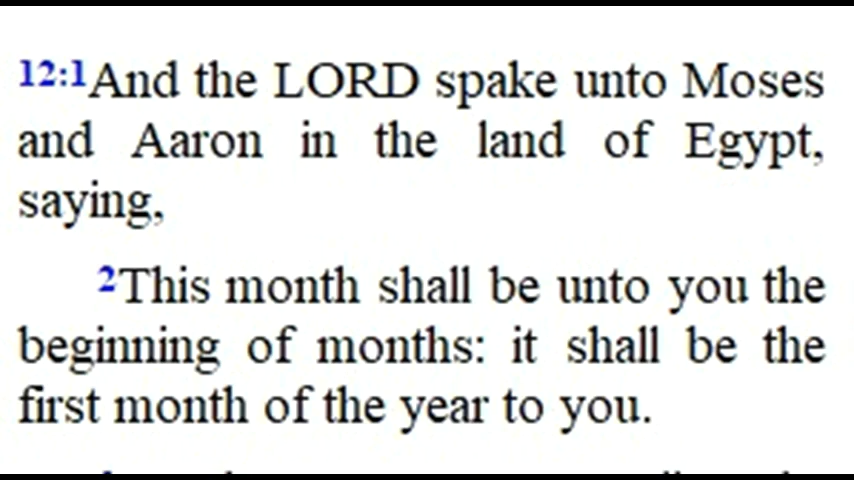 12:1And the LORD spake unto Moses
and Aaron in the land of Egypt,
saying,
2This month shall be unto you the
beginning of months: it shall be the
first month of the year to you.